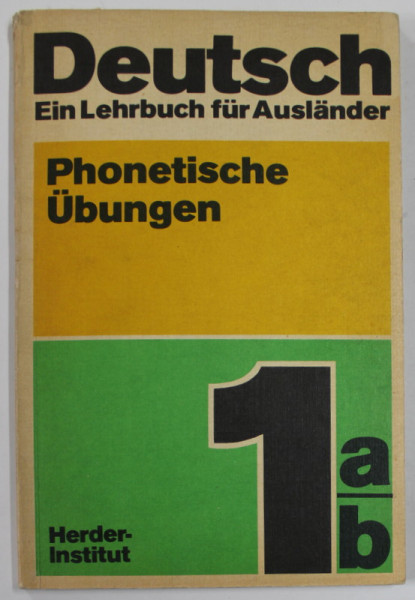 Deutsch
Ein Lehrbuch für Ausländer
Phonetische
Übungen
1 a/b
Herder-
Institut